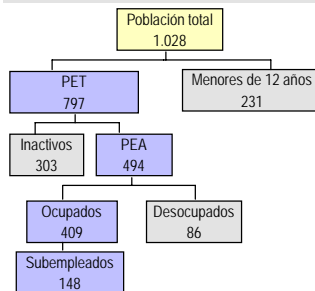 Población total
1.028
PET
797
Menores de 12 años
231
Inactivos
303
PEA
494
Ocupados
409
Desocupados
86
Subempleados
148